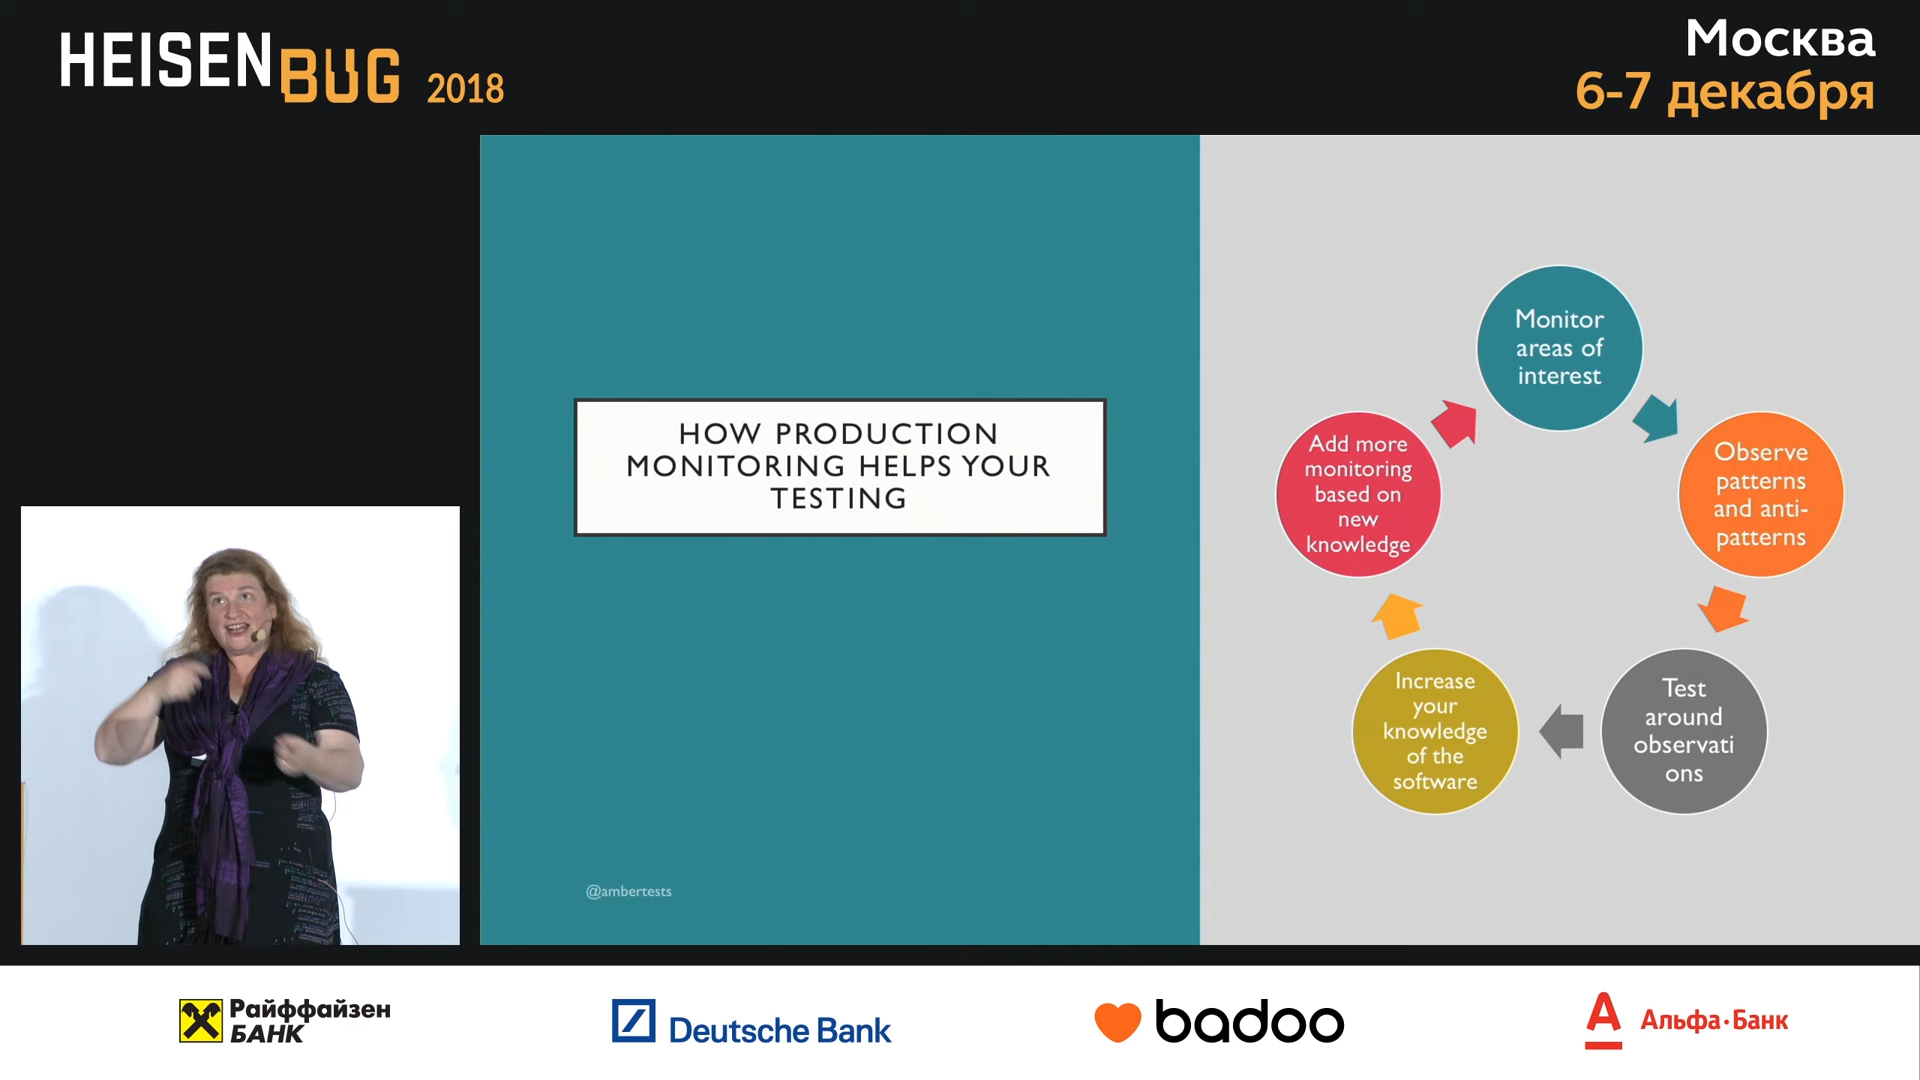 HEISENBUG 2018
Москва
6-7 декабря
HOW PRODUCTION
MONITORING HELPS YOUR
TESTING
@ambertests
Monitor
areas of
interest
Observe
patterns
and anti-
patterns
Test
around
observati
ons
Increase
your
knowledge
of the
software
Add more
monitoring
based on
new
knowledge
Райффайзен
БАНК
Deutsche Bank
badoo
А
Альфа·Банк